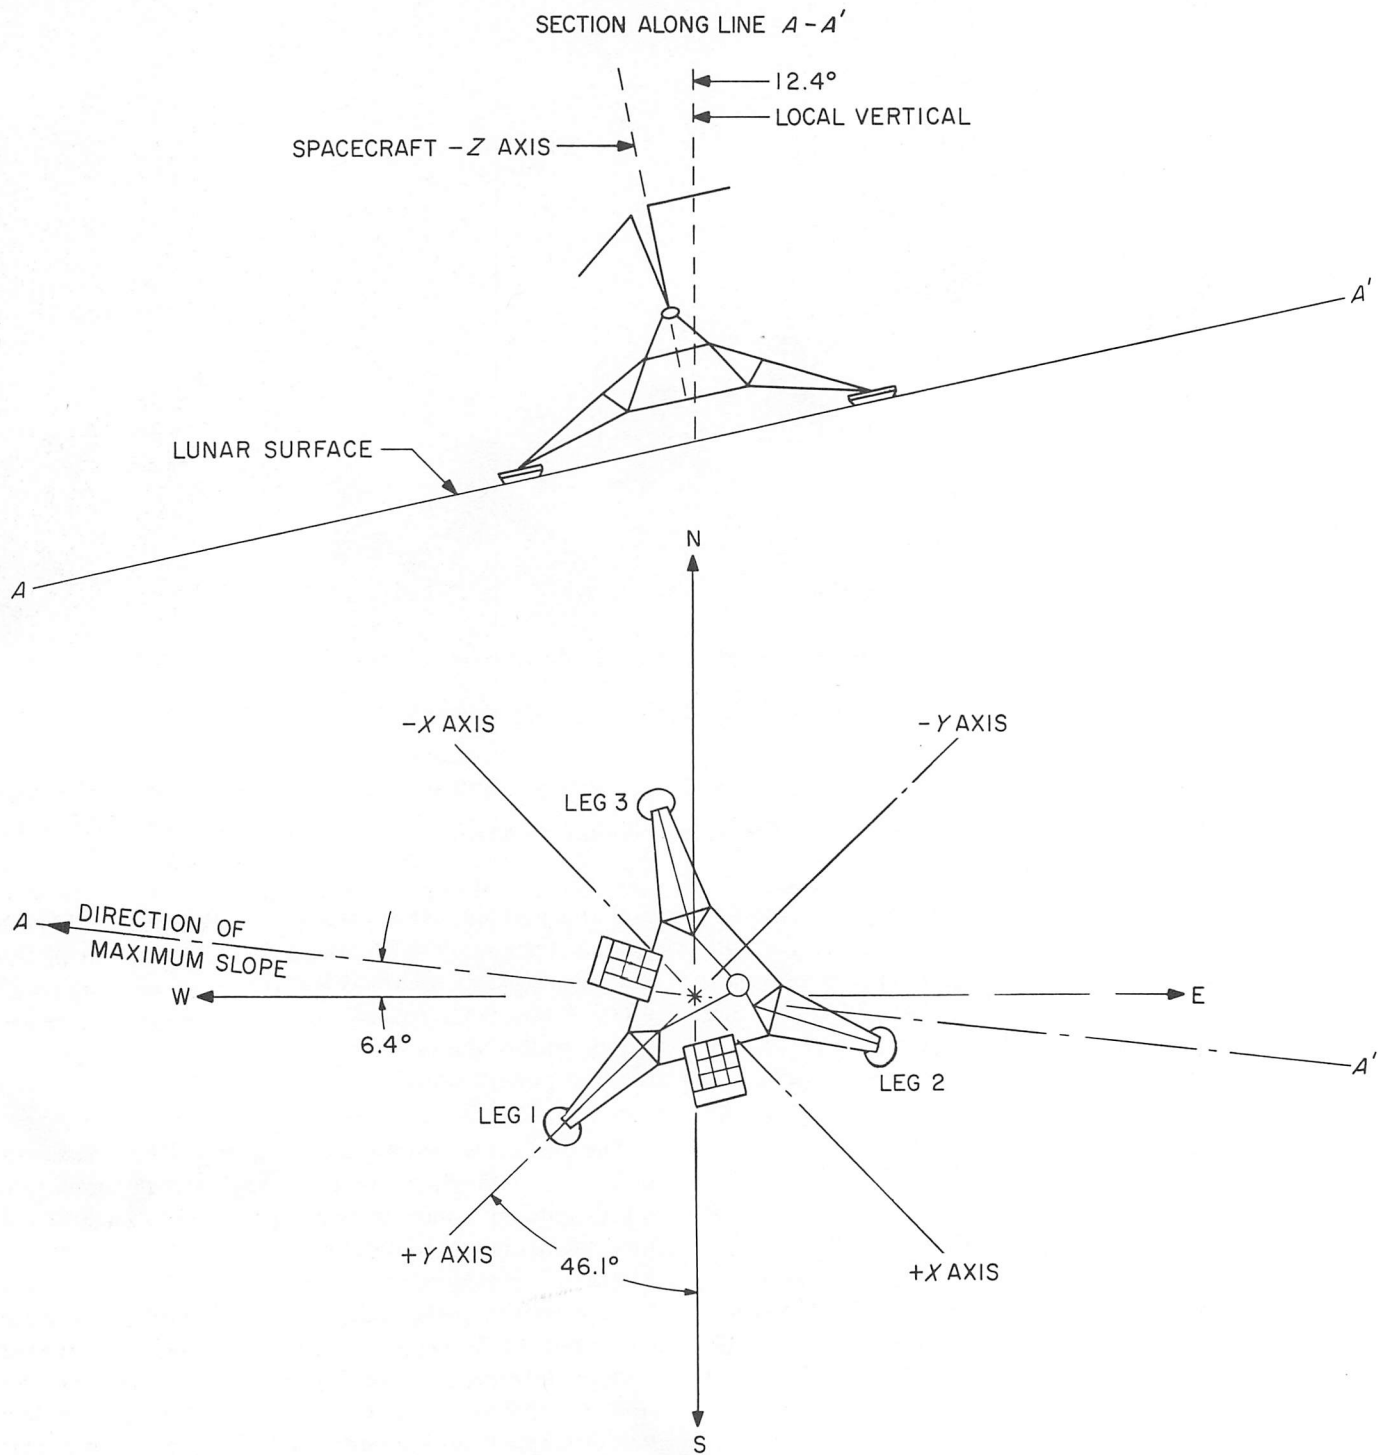 SECTION ALONG LINE A-A'
12.4°
LOCAL VERTICAL
SPACECRAFT -Z AXIS
A'
LUNAR SURFACE
A
N
-X AXIS
-Y AXIS
LEG 3
A
DIRECTION OF
MAXIMUM SLOPE
W
E
6.4°
A'
LEG 2
LEG 1
+Y AXIS
46.1°
+X AXIS
S